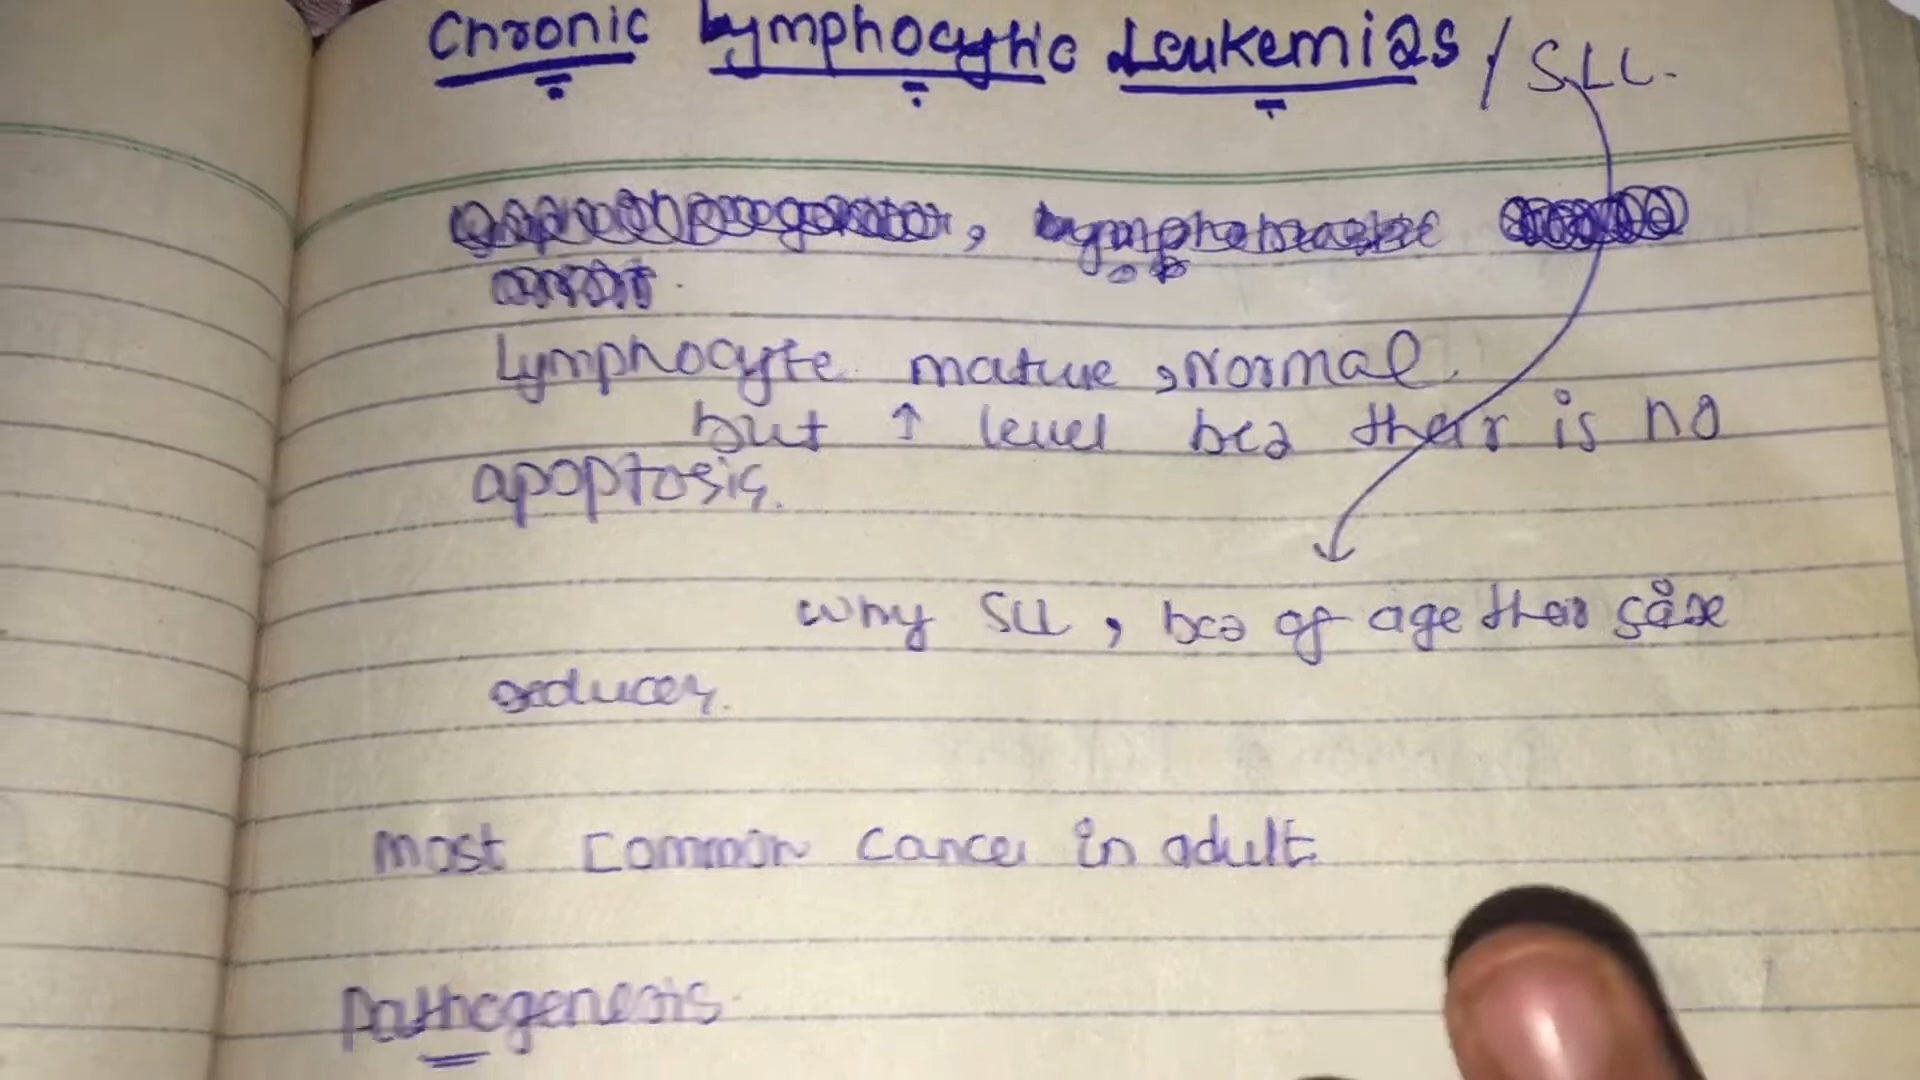 Chronic Lymphocytic Leukemias / SLL.
Lymphocyte mature, Normal.
but ↑ level bcz their is no
apoptosis.
why SLL, bcz of age their size
reduces.
most common cancer in adult
Pathogenesis